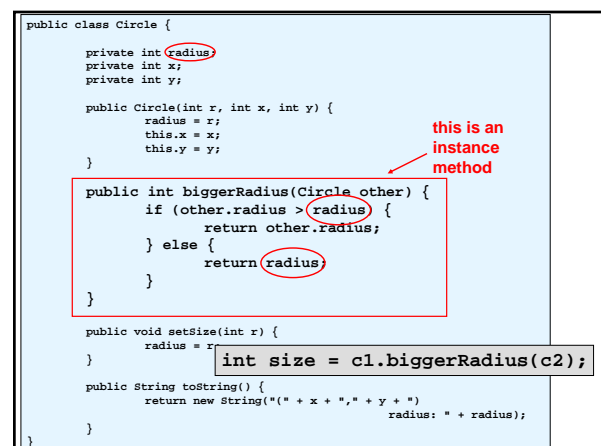 public class Circle {
private int radius;
private int x;
private int y;
public Circle(int r, int x, int y) {
radius = r;
this.x = x;
this.y = y;
}
this is an
instance
method
public int biggerRadius(Circle other) {
if (other.radius > radius) {
return other.radius;
} else {
return radius;
}
}
public void setSize(int r) {
radius = r;
}
int size = c1.biggerRadius(c2);
public String toString() {
return new String("(" + x + "," + y + ")
radius: " + radius);
}
}